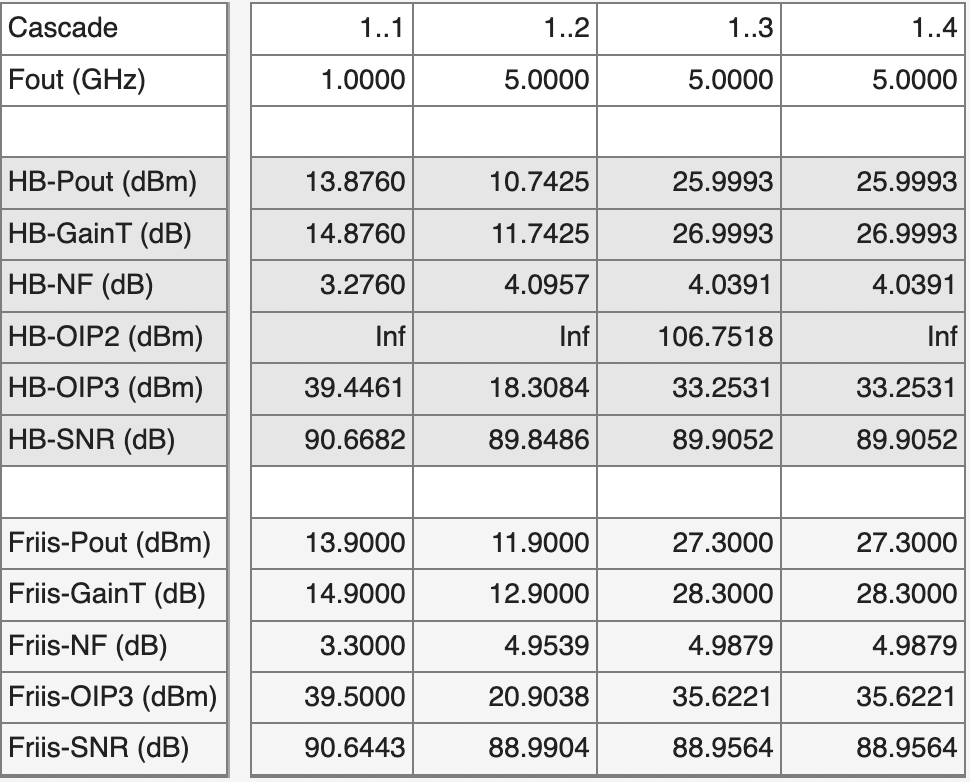 Cascade 1..1 1..2 1..3 1..4
Fout (GHz) 1.0000 5.0000 5.0000 5.0000
HB-Pout (dBm) 13.8760 10.7425 25.9993 25.9993
HB-GainT (dB) 14.8760 11.7425 26.9993 26.9993
HB-NF (dB) 3.2760 4.0957 4.0391 4.0391
HB-OIP2 (dBm) Inf Inf 106.7518 Inf
HB-OIP3 (dBm) 39.4461 18.3084 33.2531 33.2531
HB-SNR (dB) 90.6682 89.8486 89.9052 89.9052
Friis-Pout (dBm) 13.9000 11.9000 27.3000 27.3000
Friis-GainT (dB) 14.9000 12.9000 28.3000 28.3000
Friis-NF (dB) 3.3000 4.9539 4.9879 4.9879
Friis-OIP3 (dBm) 39.5000 20.9038 35.6221 35.6221
Friis-SNR (dB) 90.6443 88.9904 88.9564 88.9564